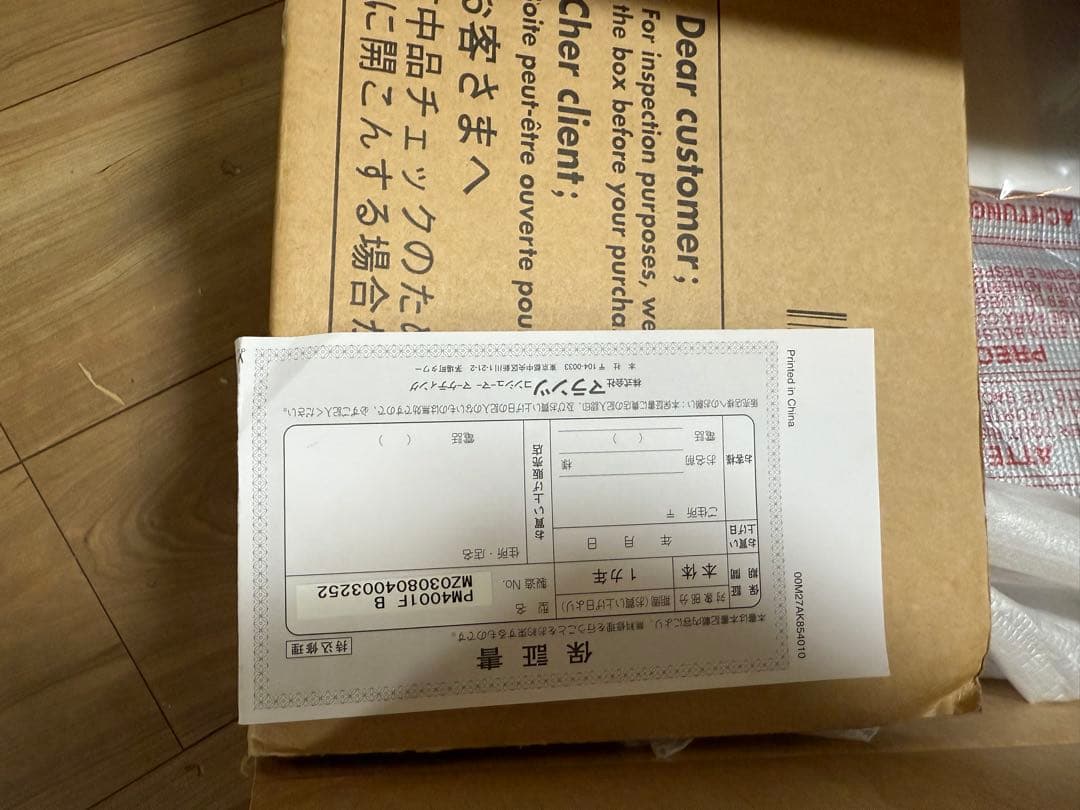 Dear customer;
For inspection purposes, we
the box before your purcha
Cher client;
oite peut-être ouverte pou
お客さまへ
中品チェックのため
に開こんする場合が
ACHTUNG
PREC
ATTE
保証書
持込修理
本書は本書記載内容により、無料修理を行うことをお約束するものです。
保証期間
対象部分
期間(お買い上げ日より)
本体
1カ年
型名
PM4001F B
製造No.
MZ030804003252
お買い上げ日
年 月 日
お客様
ご住所 〒
お名前
様
電話 ( )
お買い上げ販売店
住所・店名
電話 ( )
株式会社 マランツ コンシューマー マーケティング
本社 〒104-0033 東京都中央区新川1-21-2 茅場町タワー
Printed in China
00M27AK854010